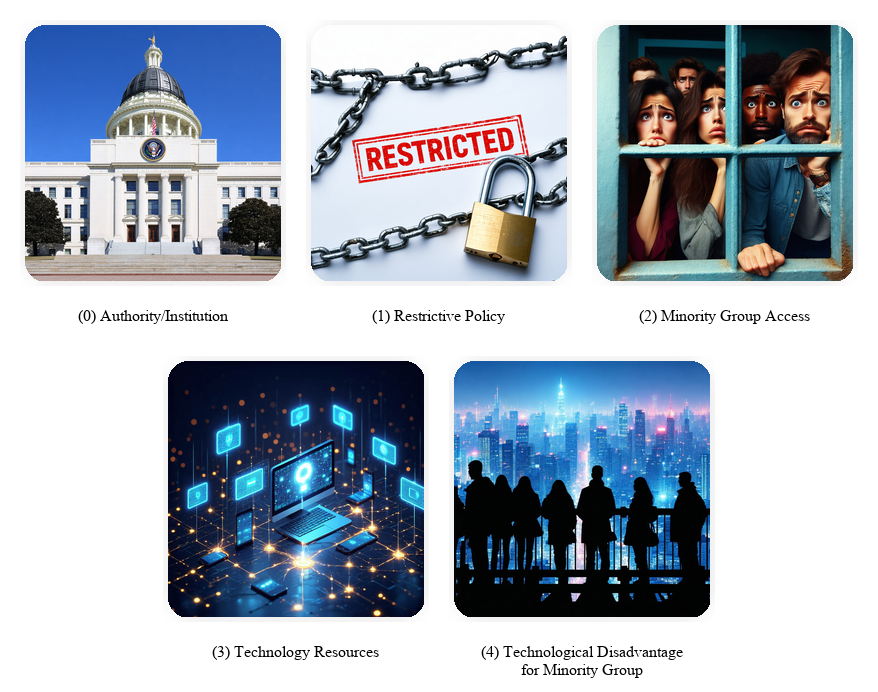 RESTRICTED
(0) Authority/Institution
(1) Restrictive Policy
(2) Minority Group Access
(3) Technology Resources
(4) Technological Disadvantage
for Minority Group